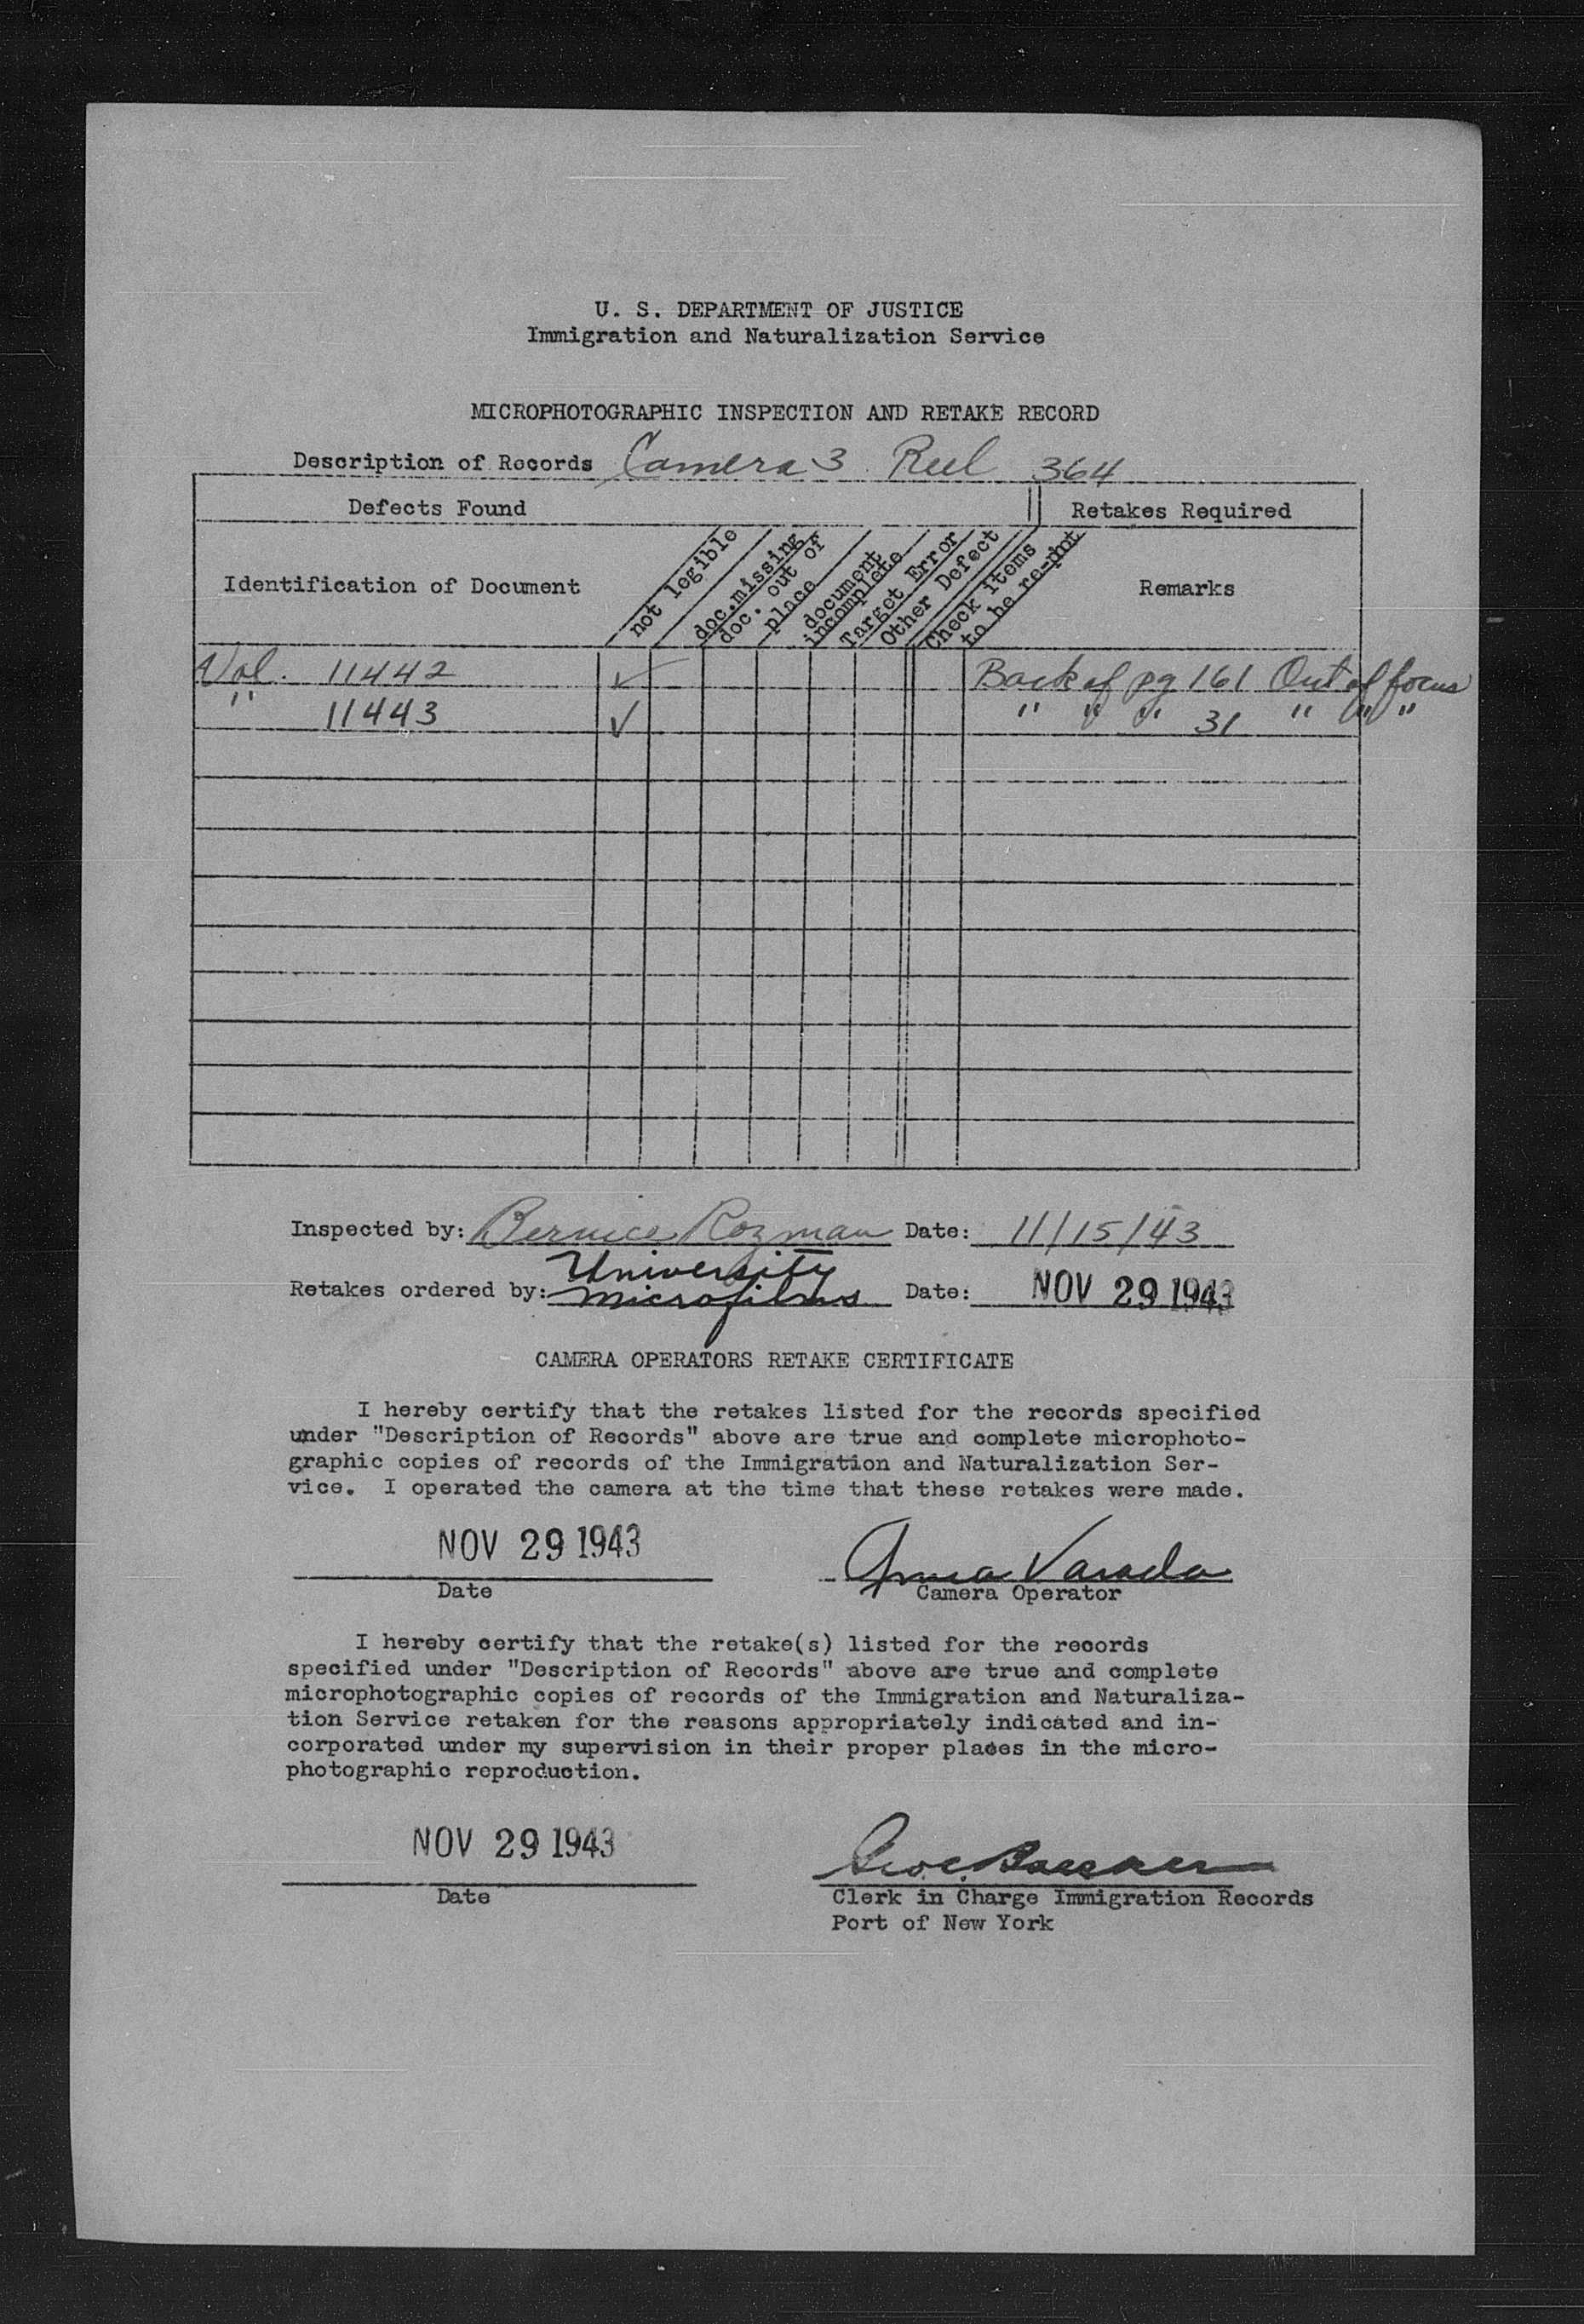 U. S. DEPARTMENT OF JUSTICE
Immigration and Naturalization Service
MICROPHOTOGRAPHIC INSPECTION AND RETAKE RECORD
Description of Records Camera 3 Reel 364
Defects Found
Retakes Required
Identification of Document
not legible
doc. missing
doc. out of
place
document
incomplete
Target Error
Other Defect
Check Items
to be re-phot
Remarks
Vol. 11442 ✓ Back of pg 161 Out of focus
" 11443 ✓ " " " 31 " " "
Inspected by: Bernice Rozman Date: 11/15/43
University
Retakes ordered by: Microfilms Date: NOV 29 1943
CAMERA OPERATORS RETAKE CERTIFICATE
I hereby certify that the retakes listed for the records specified
under "Description of Records" above are true and complete microphoto-
graphic copies of records of the Immigration and Naturalization Ser-
vice. I operated the camera at the time that these retakes were made.
NOV 29 1943
Date
Camera Operator
I hereby certify that the retake(s) listed for the records
specified under "Description of Records" above are true and complete
microphotographic copies of records of the Immigration and Naturaliza-
tion Service retaken for the reasons appropriately indicated and in-
corporated under my supervision in their proper places in the micro-
photographic reproduction.
NOV 29 1943
Date
Clerk in Charge Immigration Records
Port of New York